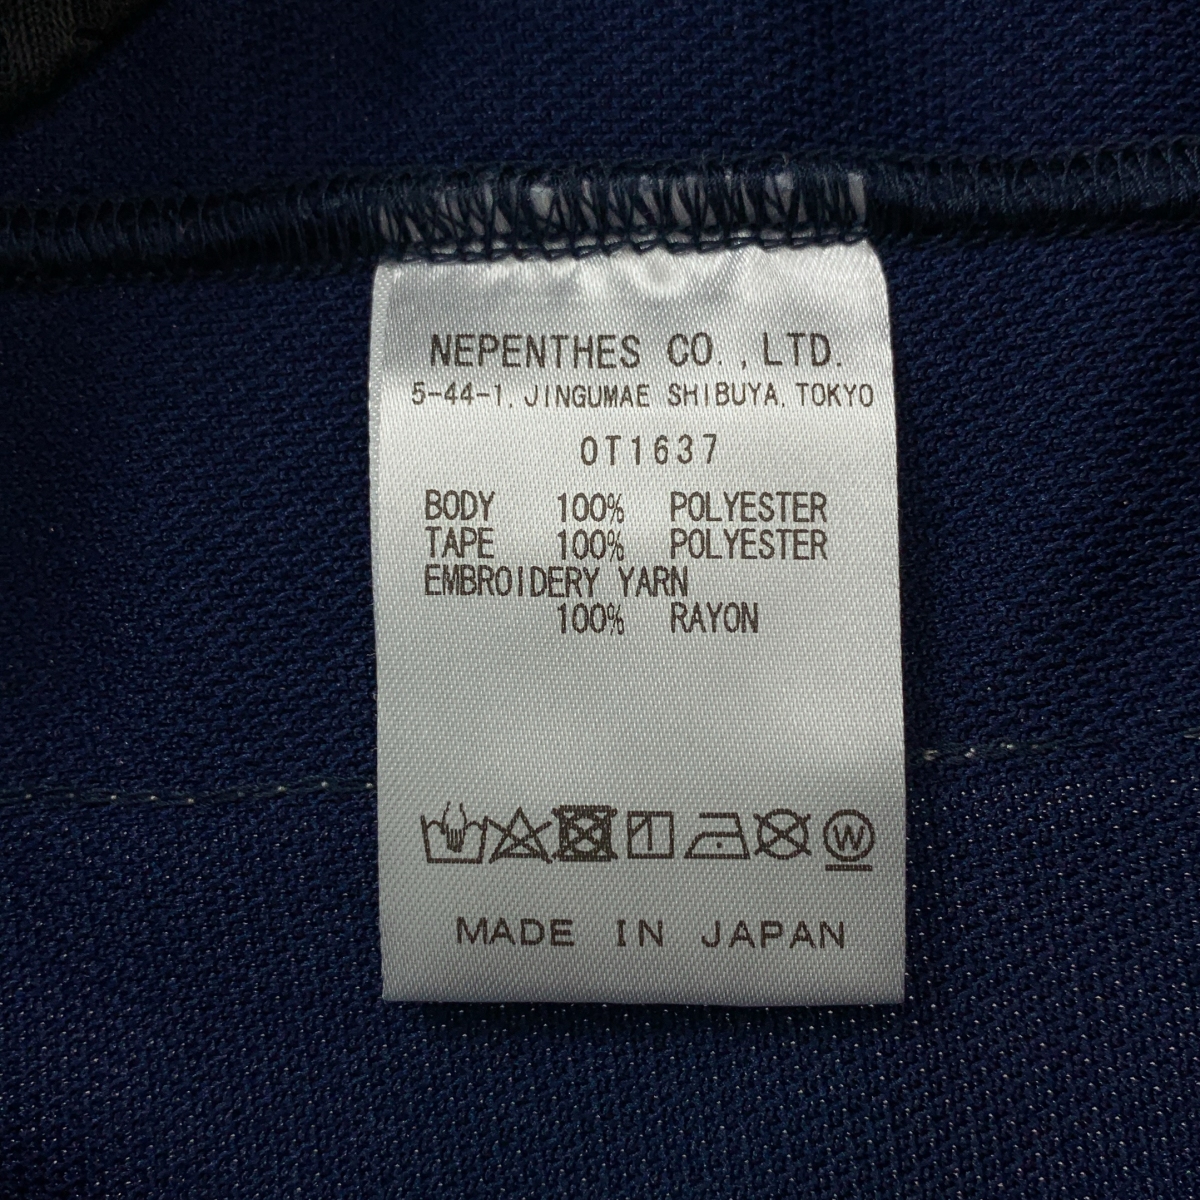 NEPENTHES CO.,LTD.
5-44-1, JINGUMAE SHIBUYA, TOKYO
OT1637
BODY 100% POLYESTER
TAPE 100% POLYESTER
EMBROIDERY YARN
100% RAYON
W
MADE IN JAPAN